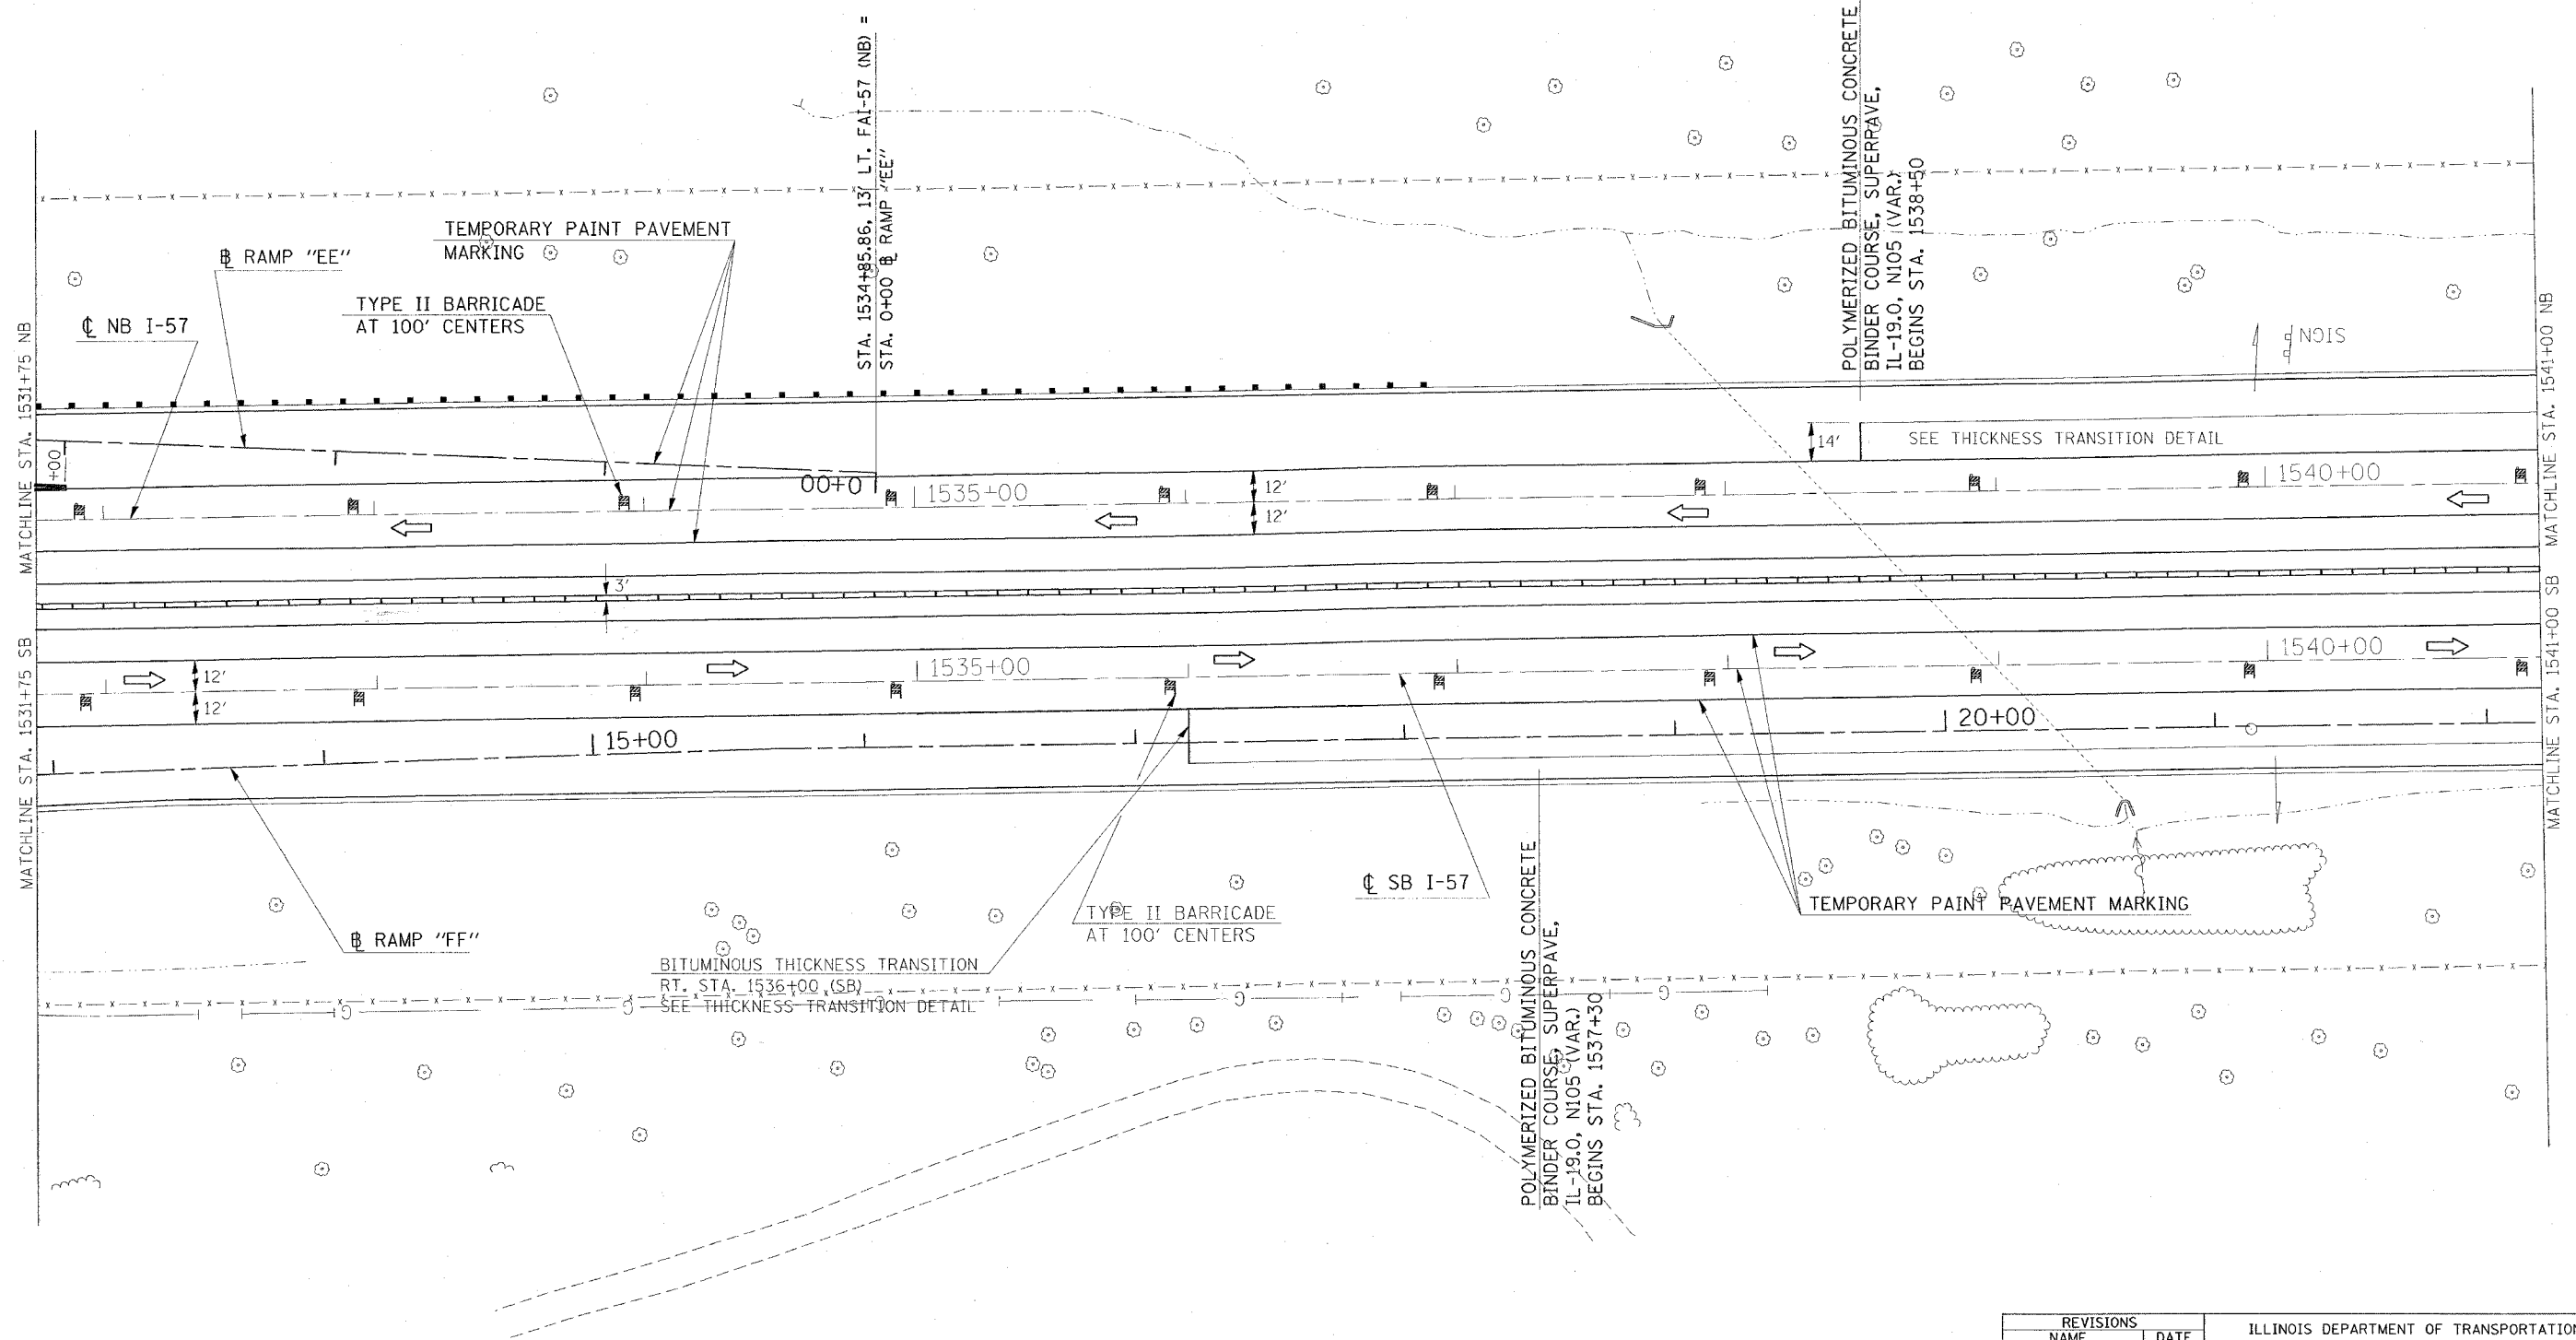 STA. 1534+85.86, 13' LT. FAI-57 (NB) =
STA. 0+00 ⅊ RAMP "EE"
POLYMERIZED BITUMINOUS CONCRETE
BINDER COURSE, SUPERPAVE,
IL-19.0, N105 (VAR.)
BEGINS STA. 1538+50
TEMPORARY PAINT PAVEMENT
MARKING
⅊ RAMP "EE"
TYPE II BARRICADE
AT 100' CENTERS
℄ NB I-57
SIGN
MATCHLINE STA. 1531+75 NB
MATCHLINE STA. 1541+00 NB
14'
SEE THICKNESS TRANSITION DETAIL
+00
0+00
1535+00
12'
12'
1540+00
3'
MATCHLINE STA. 1531+75 SB
MATCHLINE STA. 1541+00 SB
12'
12'
1535+00
1540+00
15+00
20+00
℄ SB I-57
TYPE II BARRICADE
AT 100' CENTERS
TEMPORARY PAINT PAVEMENT MARKING
⅊ RAMP "FF"
BITUMINOUS THICKNESS TRANSITION
RT. STA. 1536+00 (SB)
SEE THICKNESS TRANSITION DETAIL
G
G
G
G
G
POLYMERIZED BITUMINOUS CONCRETE
BINDER COURSE, SUPERPAVE,
IL-19.0, N105 (VAR.)
BEGINS STA. 1537+30
REVISIONS
NAME DATE
ILLINOIS DEPARTMENT OF TRANSPORTATION